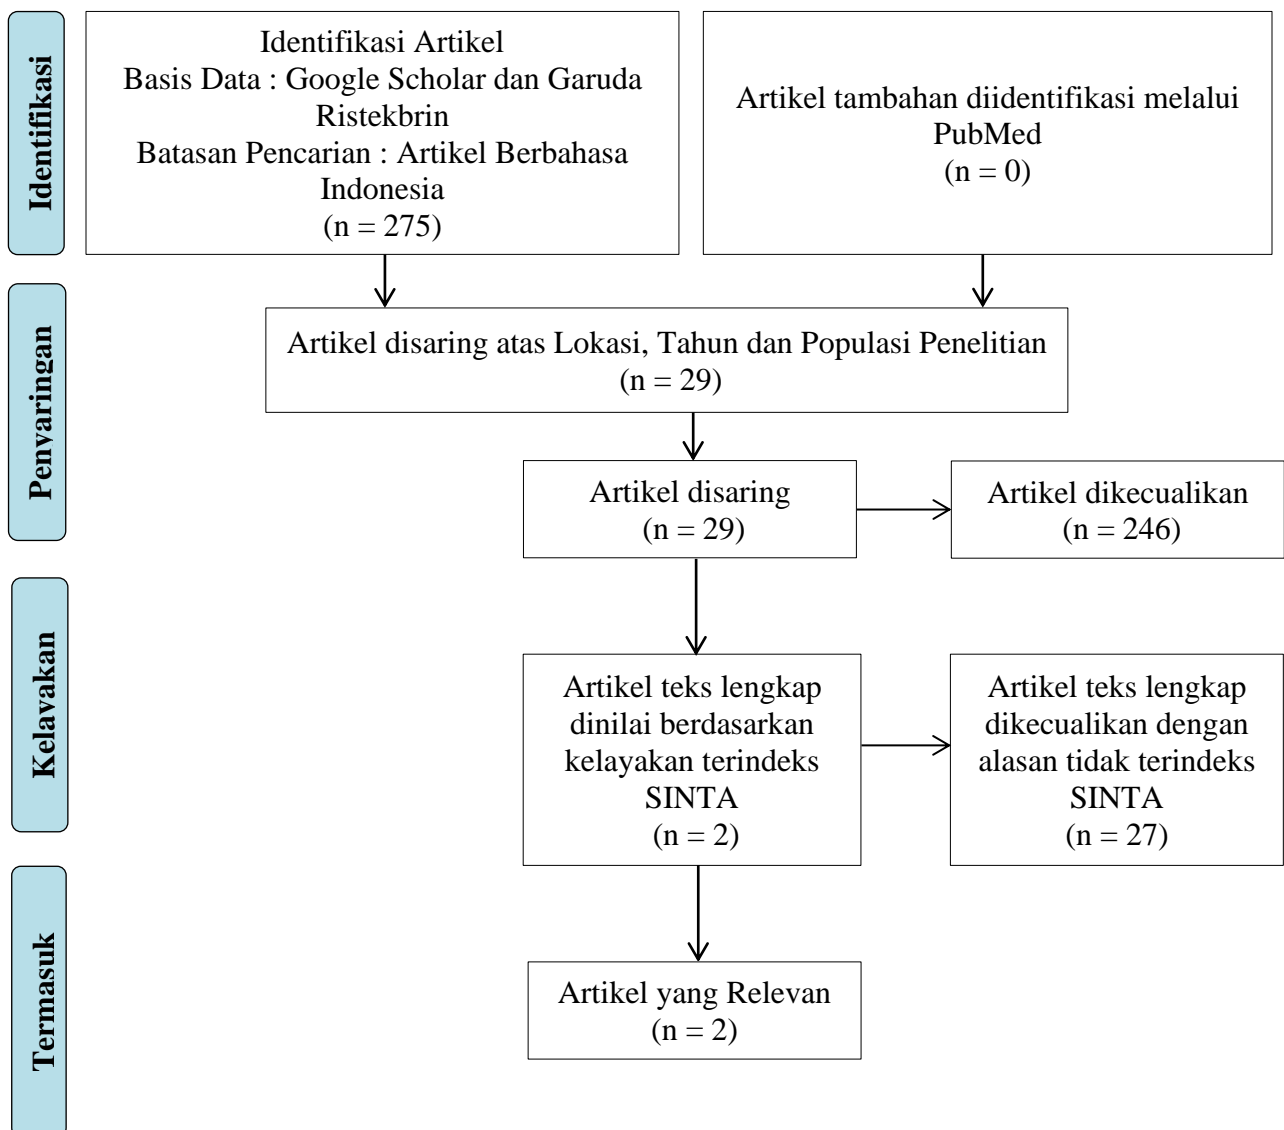 Identifikasi
Identifikasi Artikel
Basis Data : Google Scholar dan Garuda
Ristekbrin
Batasan Pencarian : Artikel Berbahasa
Indonesia
(n = 275)
Artikel tambahan diidentifikasi melalui
PubMed
(n = 0)
Penyaringan
Artikel disaring atas Lokasi, Tahun dan Populasi Penelitian
(n = 29)
Artikel disaring
(n = 29)
Artikel dikecualikan
(n = 246)
Kelayakan
Artikel teks lengkap
dinilai berdasarkan
kelayakan terindeks
SINTA
(n = 2)
Artikel teks lengkap
dikecualikan dengan
alasan tidak terindeks
SINTA
(n = 27)
Termasuk
Artikel yang Relevan
(n = 2)